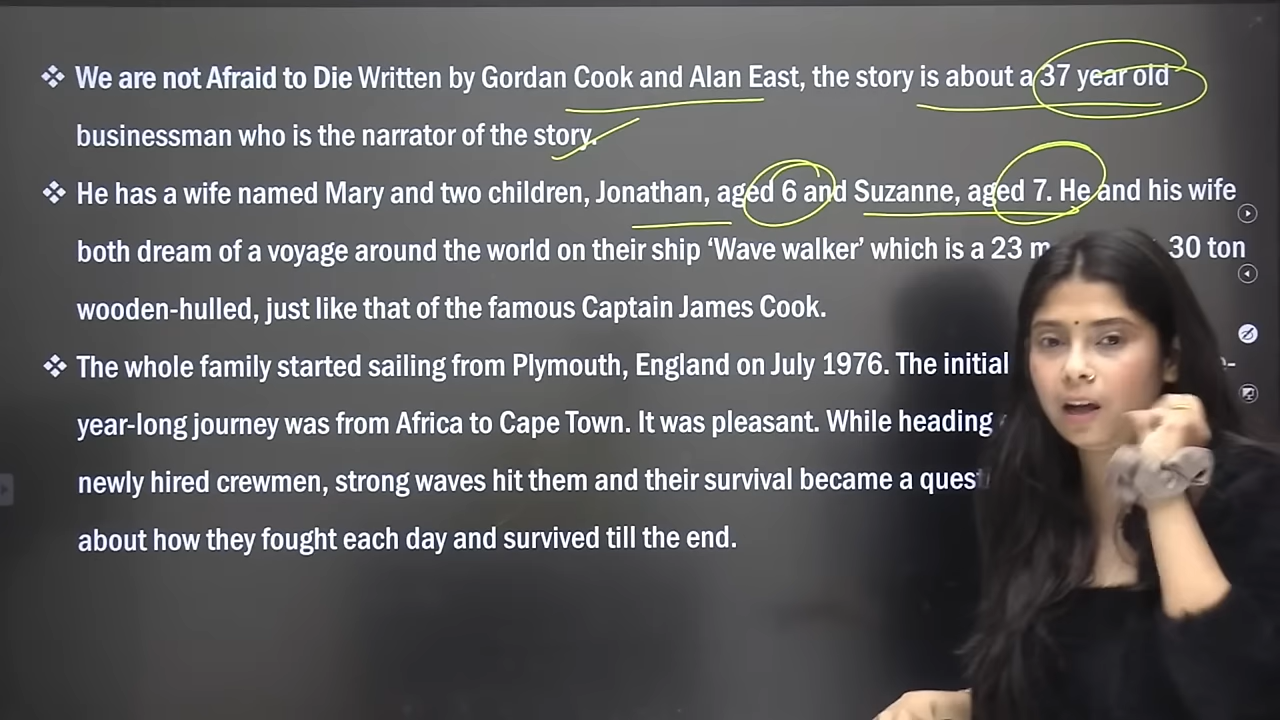 ❖ We are not Afraid to Die Written by Gordan Cook and Alan East, the story is about a 37 year old
businessman who is the narrator of the story.
❖ He has a wife named Mary and two children, Jonathan, aged 6 and Suzanne, aged 7. He and his wife
both dream of a voyage around the world on their ship ‘Wave walker’ which is a 23 30 ton
wooden-hulled, just like that of the famous Captain James Cook.
❖ The whole family started sailing from Plymouth, England on July 1976. The initial
year-long journey was from Africa to Cape Town. It was pleasant. While heading
newly hired crewmen, strong waves hit them and their survival became a
about how they fought each day and survived till the end.